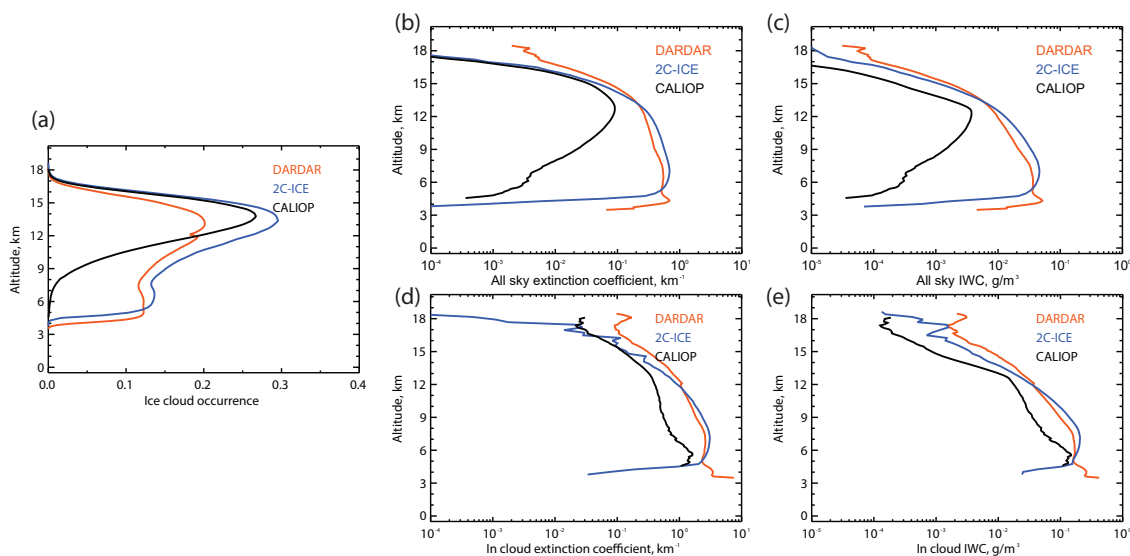 (a)
Altitude, km
18
15
12
9
6
3
0
0.0 0.1 0.2 0.3 0.4
Ice cloud occurrence
DARDAR
2C-ICE
CALIOP
(b)
Altitude, km
18
15
12
9
6
3
0
10⁻⁴ 10⁻³ 10⁻² 10⁻¹ 10⁰ 10¹
All sky extinction coefficient, km⁻¹
DARDAR
2C-ICE
CALIOP
(c)
Altitude, km
18
15
12
9
6
3
0
10⁻⁵ 10⁻⁴ 10⁻³ 10⁻² 10⁻¹ 10⁰
All sky IWC, g/m³
DARDAR
2C-ICE
CALIOP
(d)
Altitude, km
18
15
12
9
6
3
0
10⁻⁴ 10⁻³ 10⁻² 10⁻¹ 10⁰ 10¹
In cloud extinction coefficient, km⁻¹
DARDAR
2C-ICE
CALIOP
(e)
Altitude, km
18
15
12
9
6
3
0
10⁻⁵ 10⁻⁴ 10⁻³ 10⁻² 10⁻¹ 10⁰
In cloud IWC, g/m³
DARDAR
2C-ICE
CALIOP